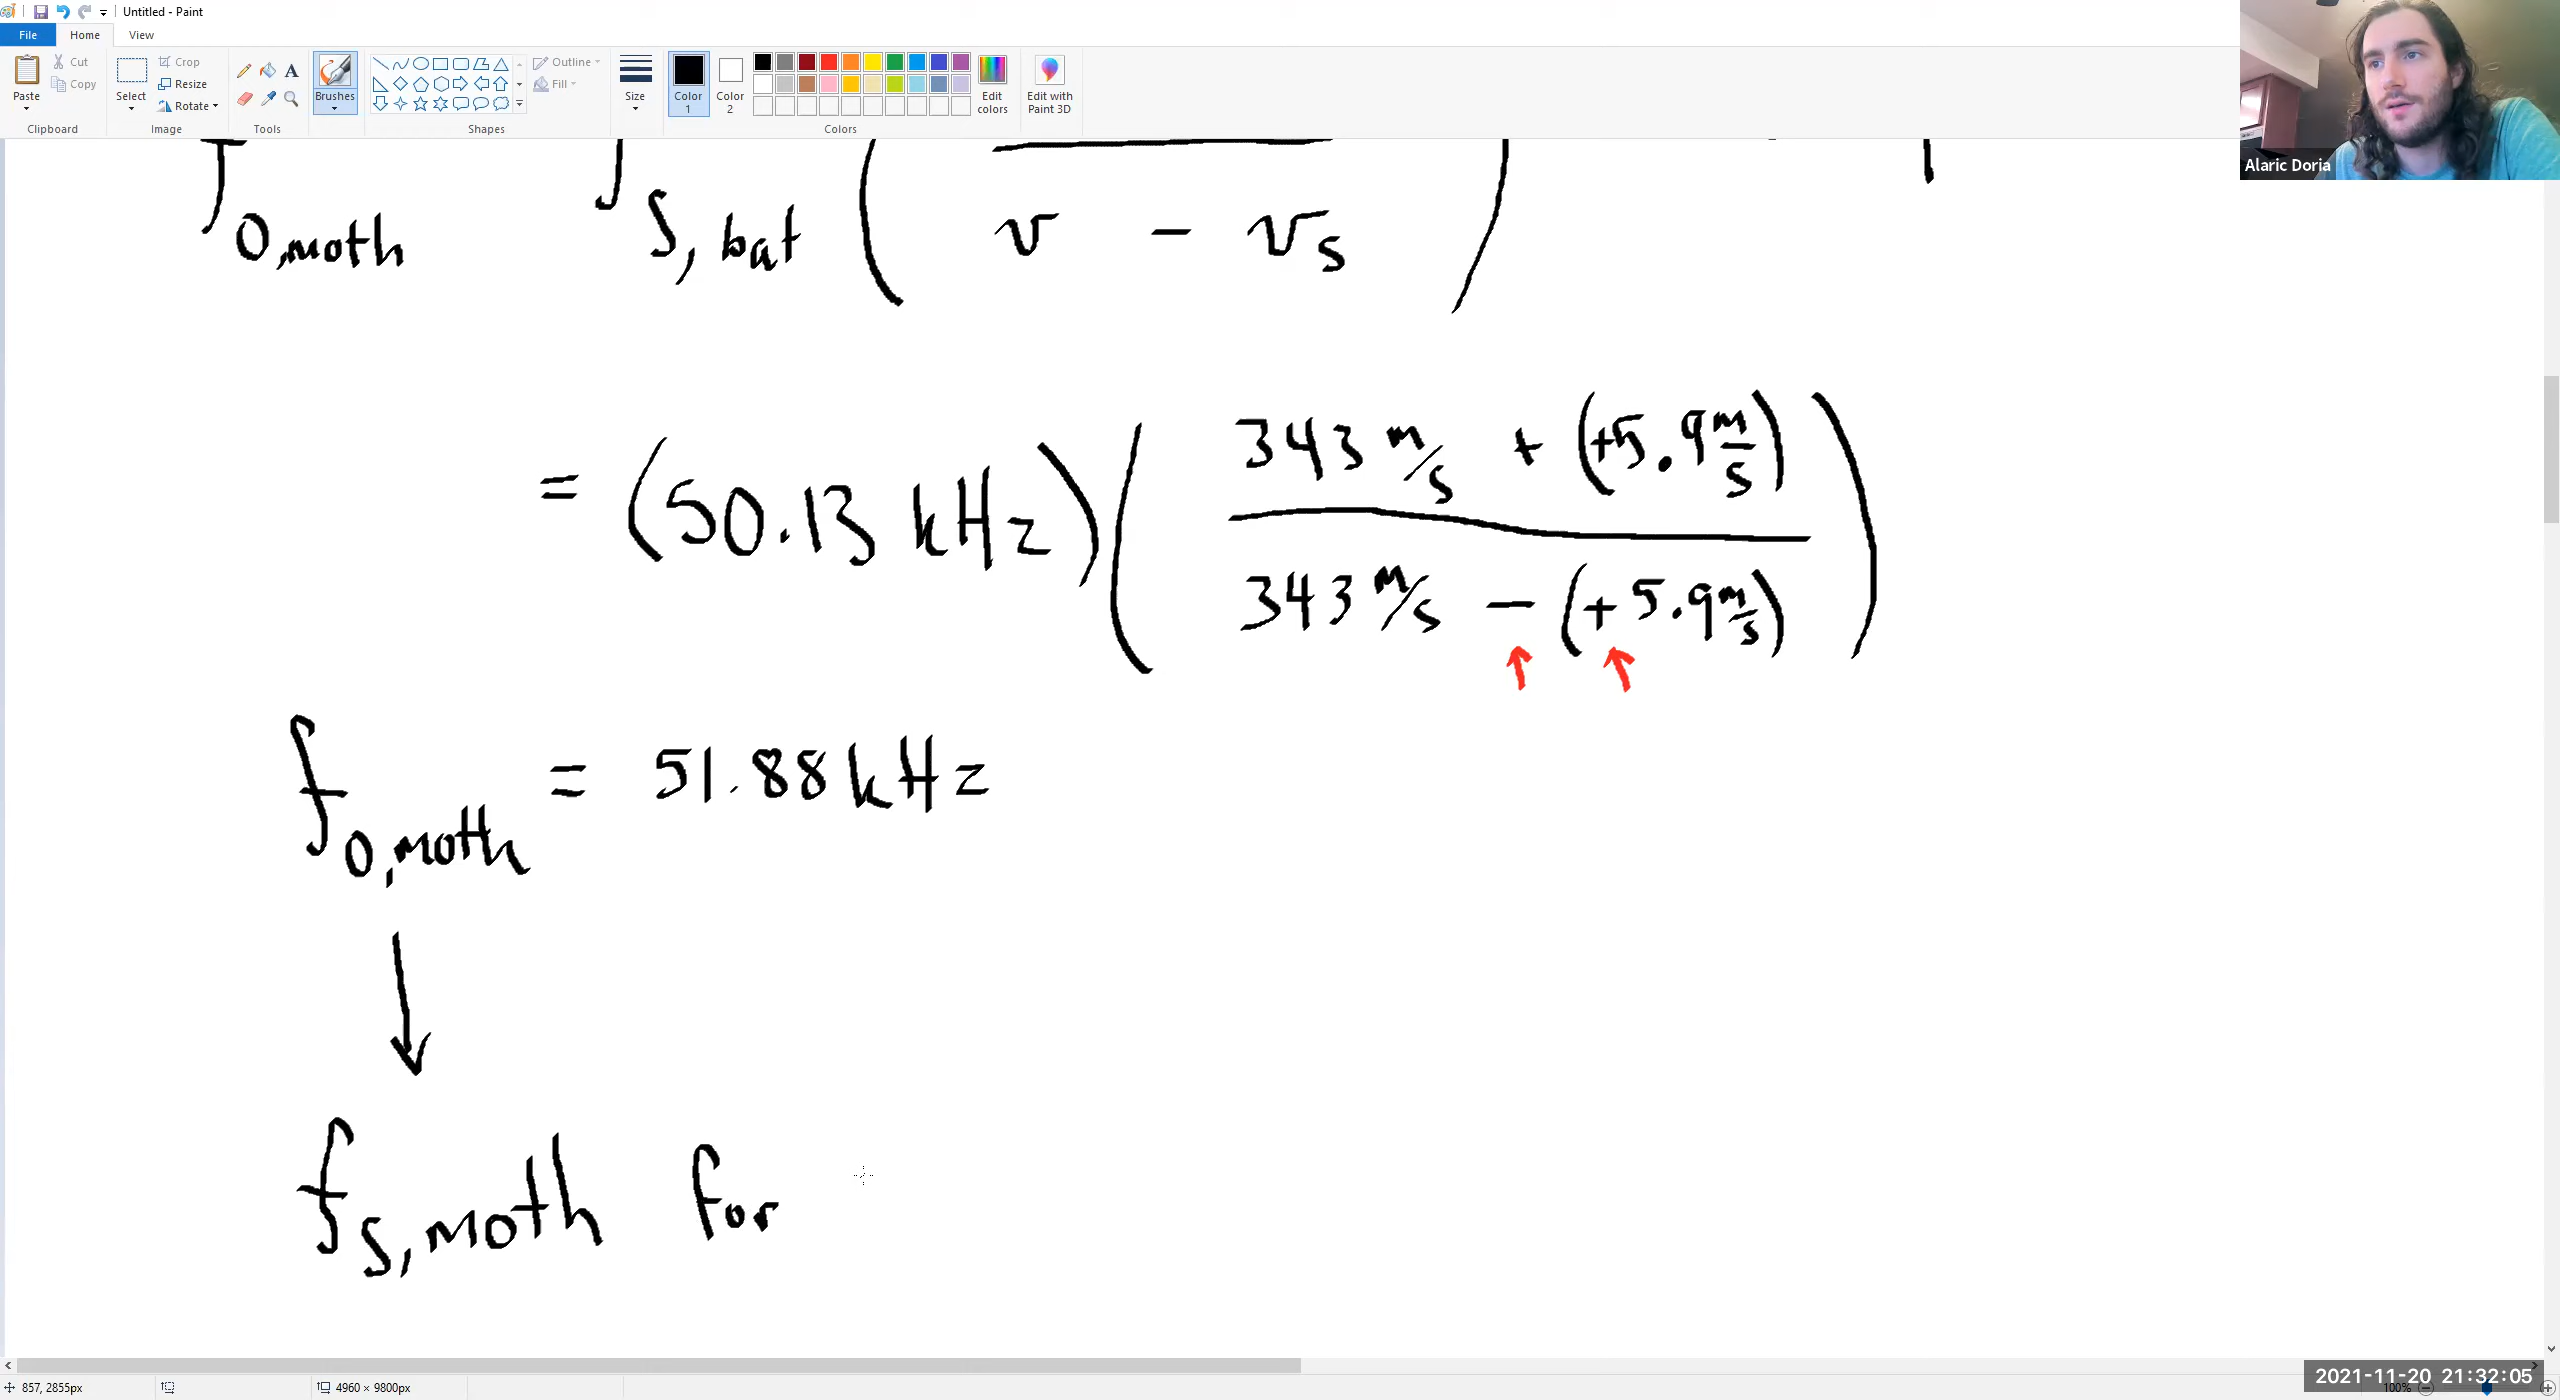 Untitled - Paint
File Home View
Paste Cut Copy Clipboard
Select Crop Resize Rotate Image
Tools
Brushes
Outline Fill Shapes
Size
Color 1 Color 2 Edit colors Colors
Edit with Paint 3D
Alaric Doria
f0,moth fs,bat ( v - vs )
= (50.13 kHz) ( 343 m/s + (+5.9 m/s) / 343 m/s - (+5.9 m/s) )
f0,moth = 51.88 kHz
fs,moth for
857, 2855px 4960 × 9800px 100%
2021-11-20 21:32:05